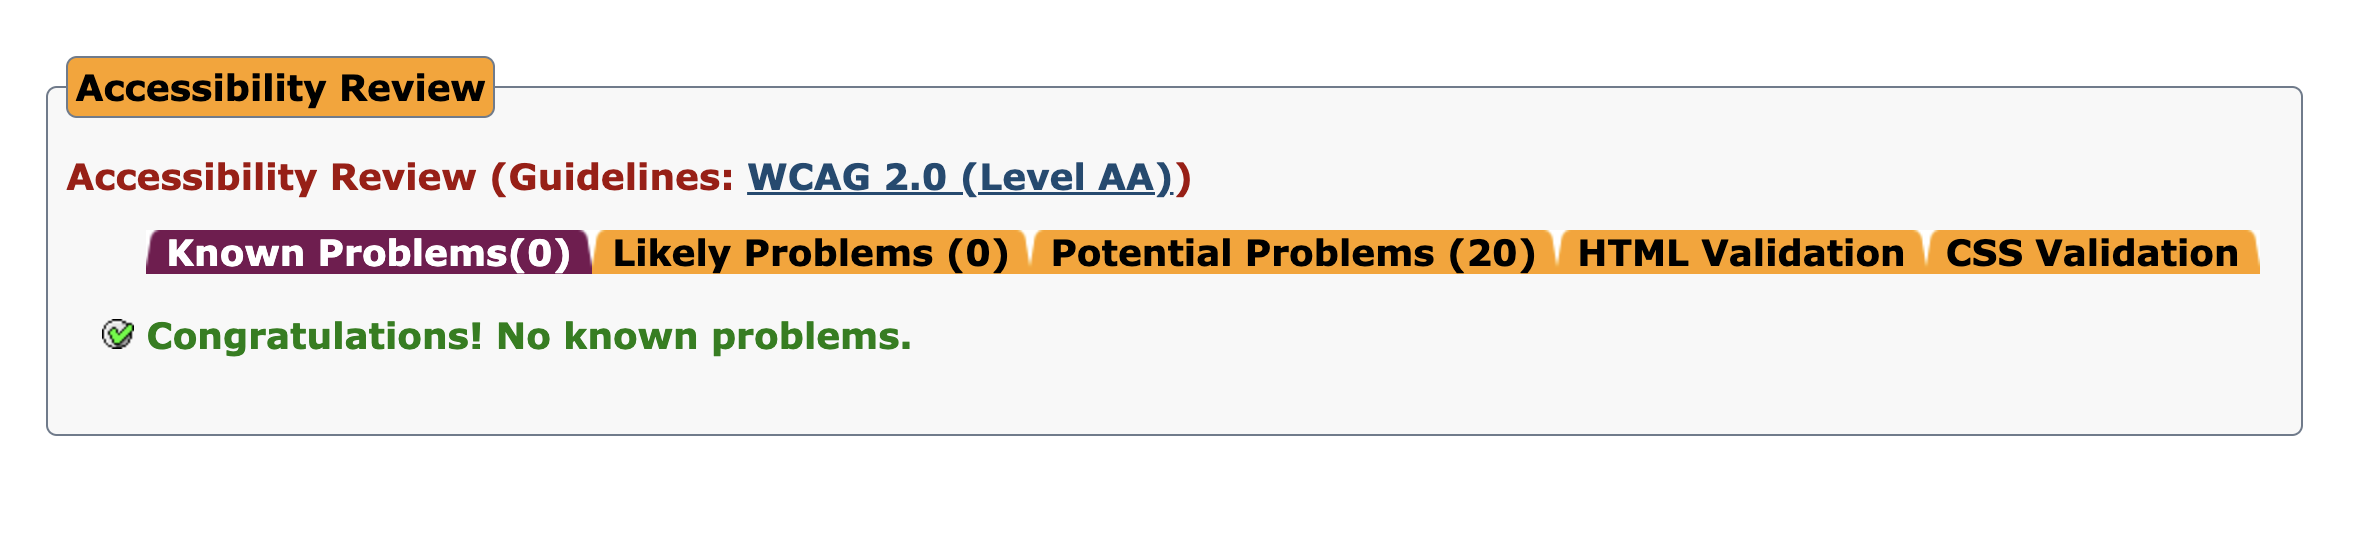 Accessibility Review
Accessibility Review (Guidelines: WCAG 2.0 (Level AA))
Known Problems(0) Likely Problems (0) Potential Problems (20) HTML Validation CSS Validation
Congratulations! No known problems.